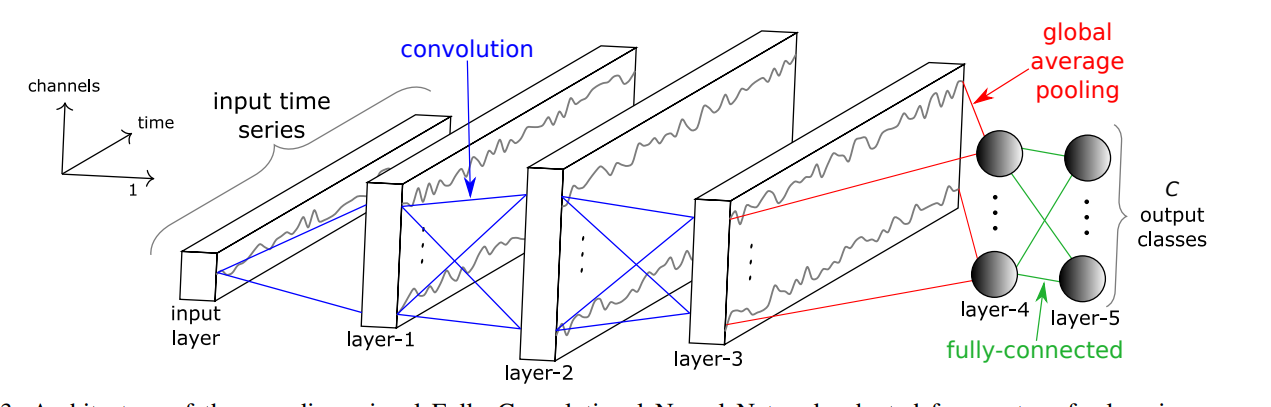 convolution
global
average
pooling
channels
input time
series
time
1
C
output
classes
input
layer
layer-1
layer-2
layer-3
layer-4
layer-5
fully-connected